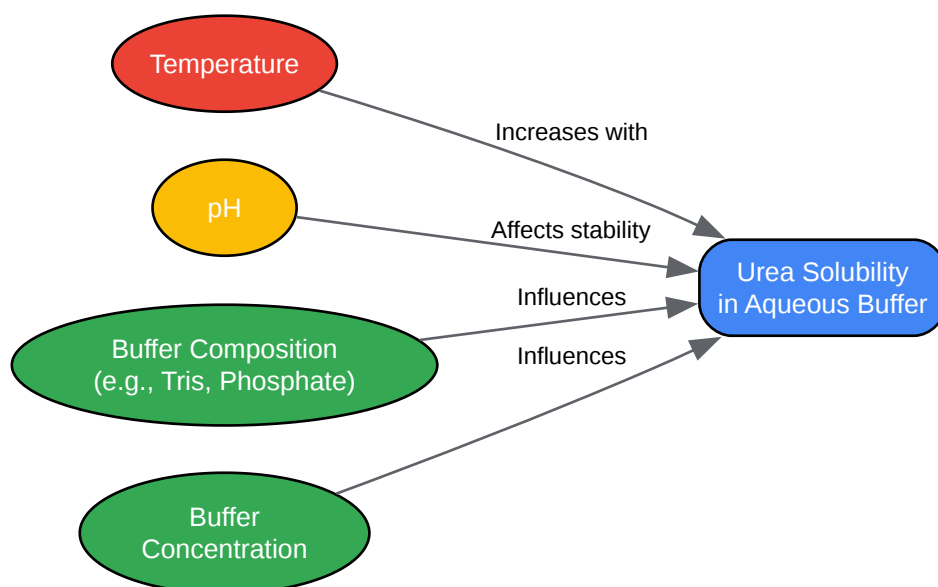 Temperature
Increases with
pH
Affects stability
Urea Solubility
in Aqueous Buffer
Influences
Buffer Composition
(e.g., Tris, Phosphate)
Influences
Buffer
Concentration